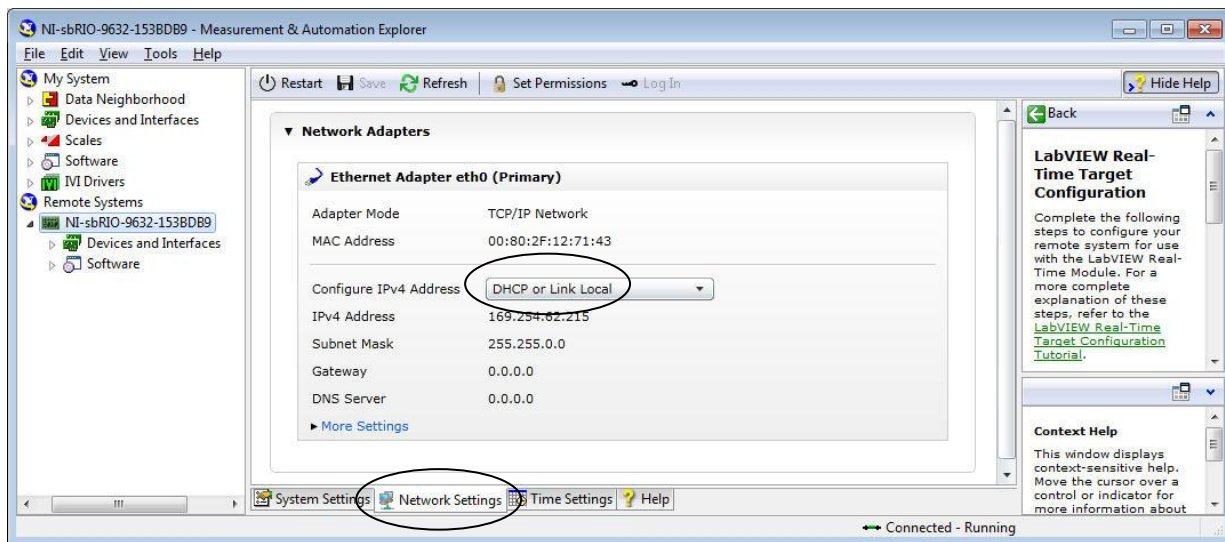 NI-sbRIO-9632-153BDB9 - Measurement & Automation Explorer
File Edit View Tools Help
My System
Data Neighborhood
Devices and Interfaces
Scales
Software
IVI Drivers
Remote Systems
NI-sbRIO-9632-153BDB9
Devices and Interfaces
Software
Restart Save Refresh Set Permissions Log In Hide Help
Network Adapters
Ethernet Adapter eth0 (Primary)
Adapter Mode TCP/IP Network
MAC Address 00:80:2F:12:71:43
Configure IPv4 Address DHCP or Link Local
IPv4 Address 169.254.62.215
Subnet Mask 255.255.0.0
Gateway 0.0.0.0
DNS Server 0.0.0.0
More Settings
System Settings Network Settings Time Settings Help
Back
LabVIEW Real-
Time Target
Configuration
Complete the following
steps to configure your
remote system for use
with the LabVIEW Real-
Time Module. For a
more complete
explanation of these
steps, refer to the
LabVIEW Real-Time
Target Configuration
Tutorial.
Context Help
This window displays
context-sensitive help.
Move the cursor over a
control or indicator for
more information about
Connected - Running